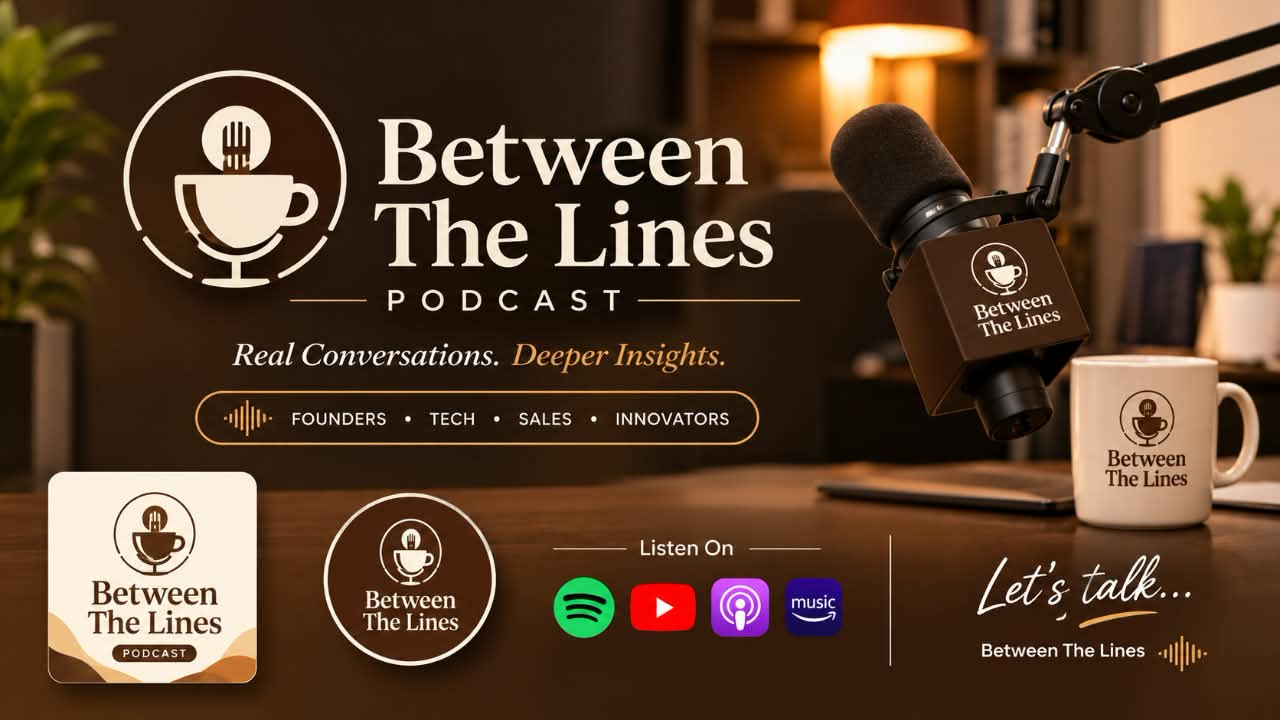 Between
The Lines
PODCAST
Real Conversations. Deeper Insights.
FOUNDERS • TECH • SALES • INNOVATORS
Between
The Lines
Between
The Lines
Between
The Lines
PODCAST
Between
The Lines
Listen On
music
Let's talk...
Between The Lines